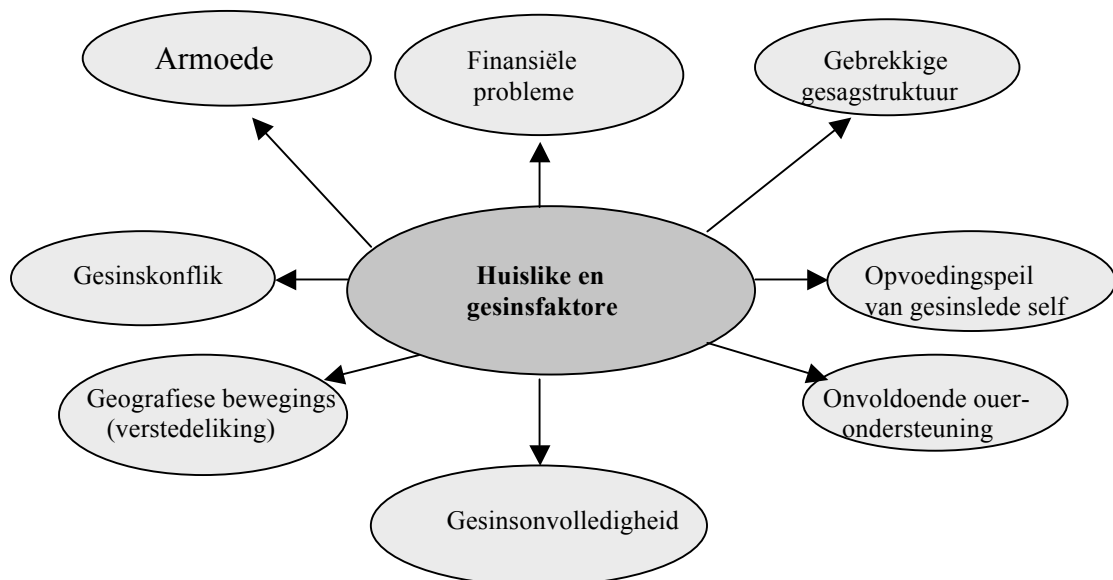 Armoede
Finansiële
probleme
Gebrekkige
gesagstruktuur
Gesinskonflik
Huislike en
gesinsfaktore
Opvoedingspeil
van gesinslede self
Geografiese bewegings
(verstedeliking)
Onvoldoende ouer-
ondersteuning
Gesinsonvolledigheid